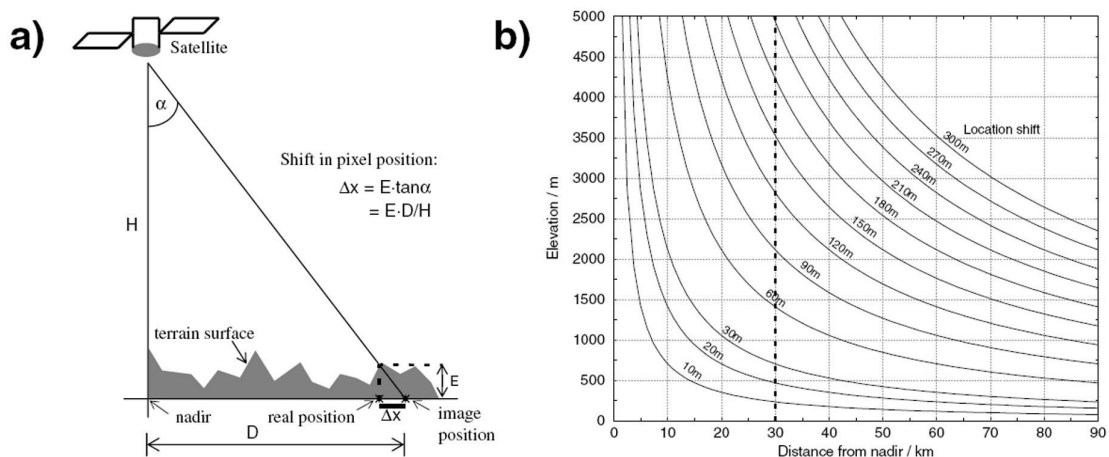 a)
Satellite
α
Shift in pixel position:
Δx = E·tanα
= E·D/H
H
terrain surface
E
nadir
real position
Δx
image
position
D
b)
Elevation / m
5000
4500
4000
3500
3000
2500
2000
1500
1000
500
0
Location shift
300m
270m
240m
210m
180m
150m
120m
90m
60m
30m
20m
10m
0 10 20 30 40 50 60 70 80 90
Distance from nadir / km